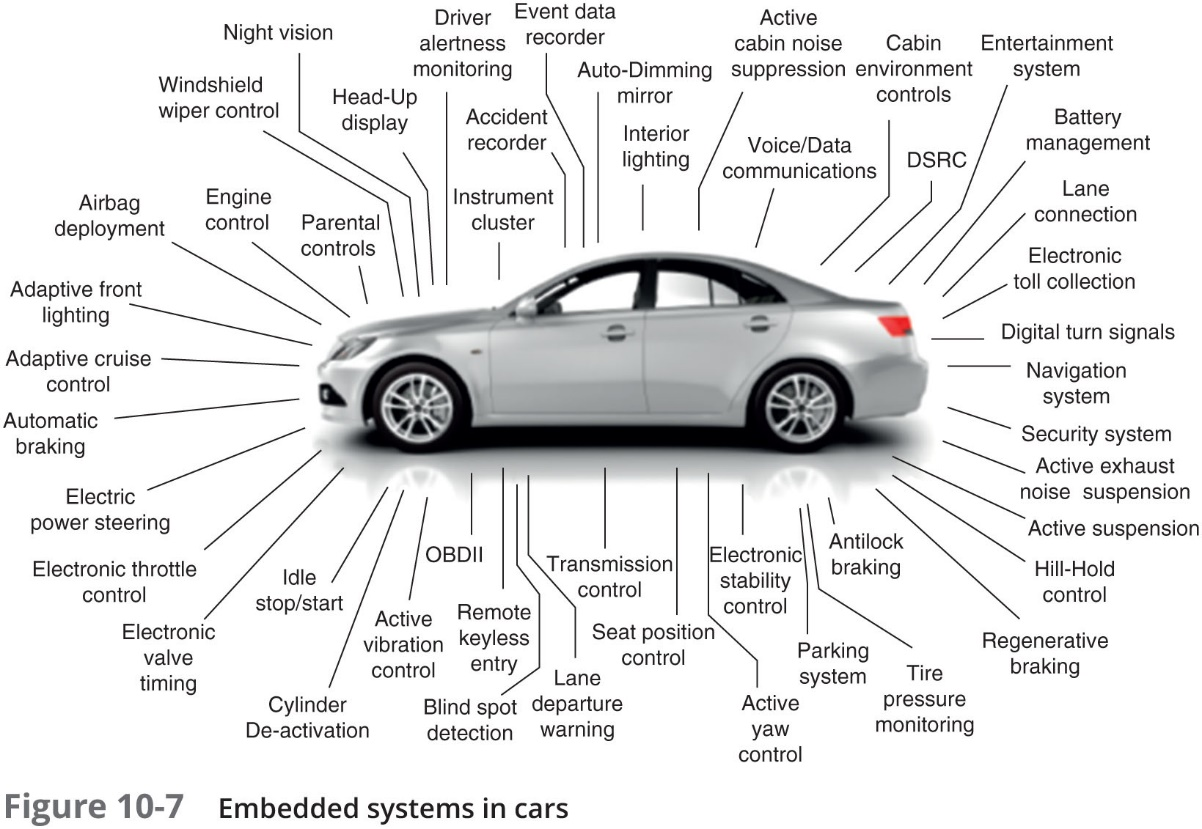 Night vision
Driver
alertness
monitoring
Event data
recorder
Active
cabin noise
suppression
Cabin
environment
controls
Entertainment
system
Windshield
wiper control
Head-Up
display
Accident
recorder
Auto-Dimming
mirror
Interior
lighting
Voice/Data
communications
DSRC
Battery
management
Airbag
deployment
Engine
control
Parental
controls
Instrument
cluster
Lane
connection
Adaptive front
lighting
Electronic
toll collection
Adaptive cruise
control
Digital turn signals
Automatic
braking
Navigation
system
Security system
Electric
power steering
Active exhaust
noise suspension
Active suspension
Electronic throttle
control
Idle
stop/start
OBDII
Transmission
control
Electronic
stability
control
Antilock
braking
Hill-Hold
control
Electronic
valve
timing
Active
vibration
control
Remote
keyless
entry
Seat position
control
Parking
system
Regenerative
braking
Cylinder
De-activation
Blind spot
detection
Lane
departure
warning
Active
yaw
control
Tire
pressure
monitoring
Figure 10-7 Embedded systems in cars